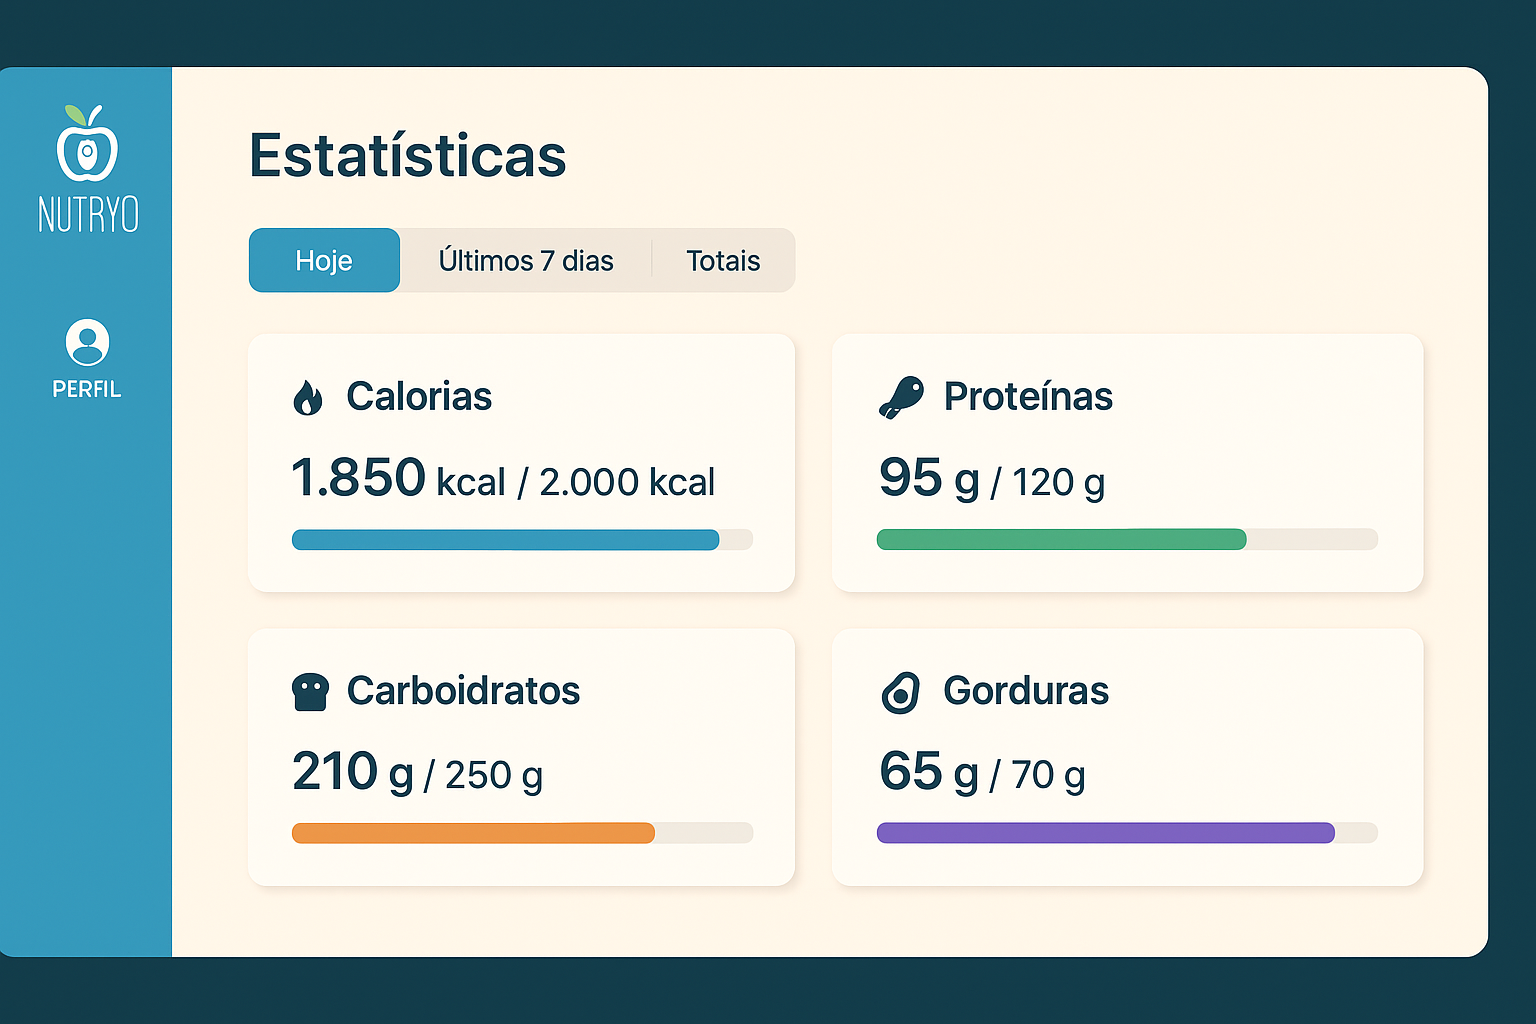 NUTRYO
PERFIL
Estatísticas
Hoje
Últimos 7 dias
Totais
Calorias
1.850 kcal / 2.000 kcal
Proteínas
95 g / 120 g
Carboidratos
210 g / 250 g
Gorduras
65 g / 70 g